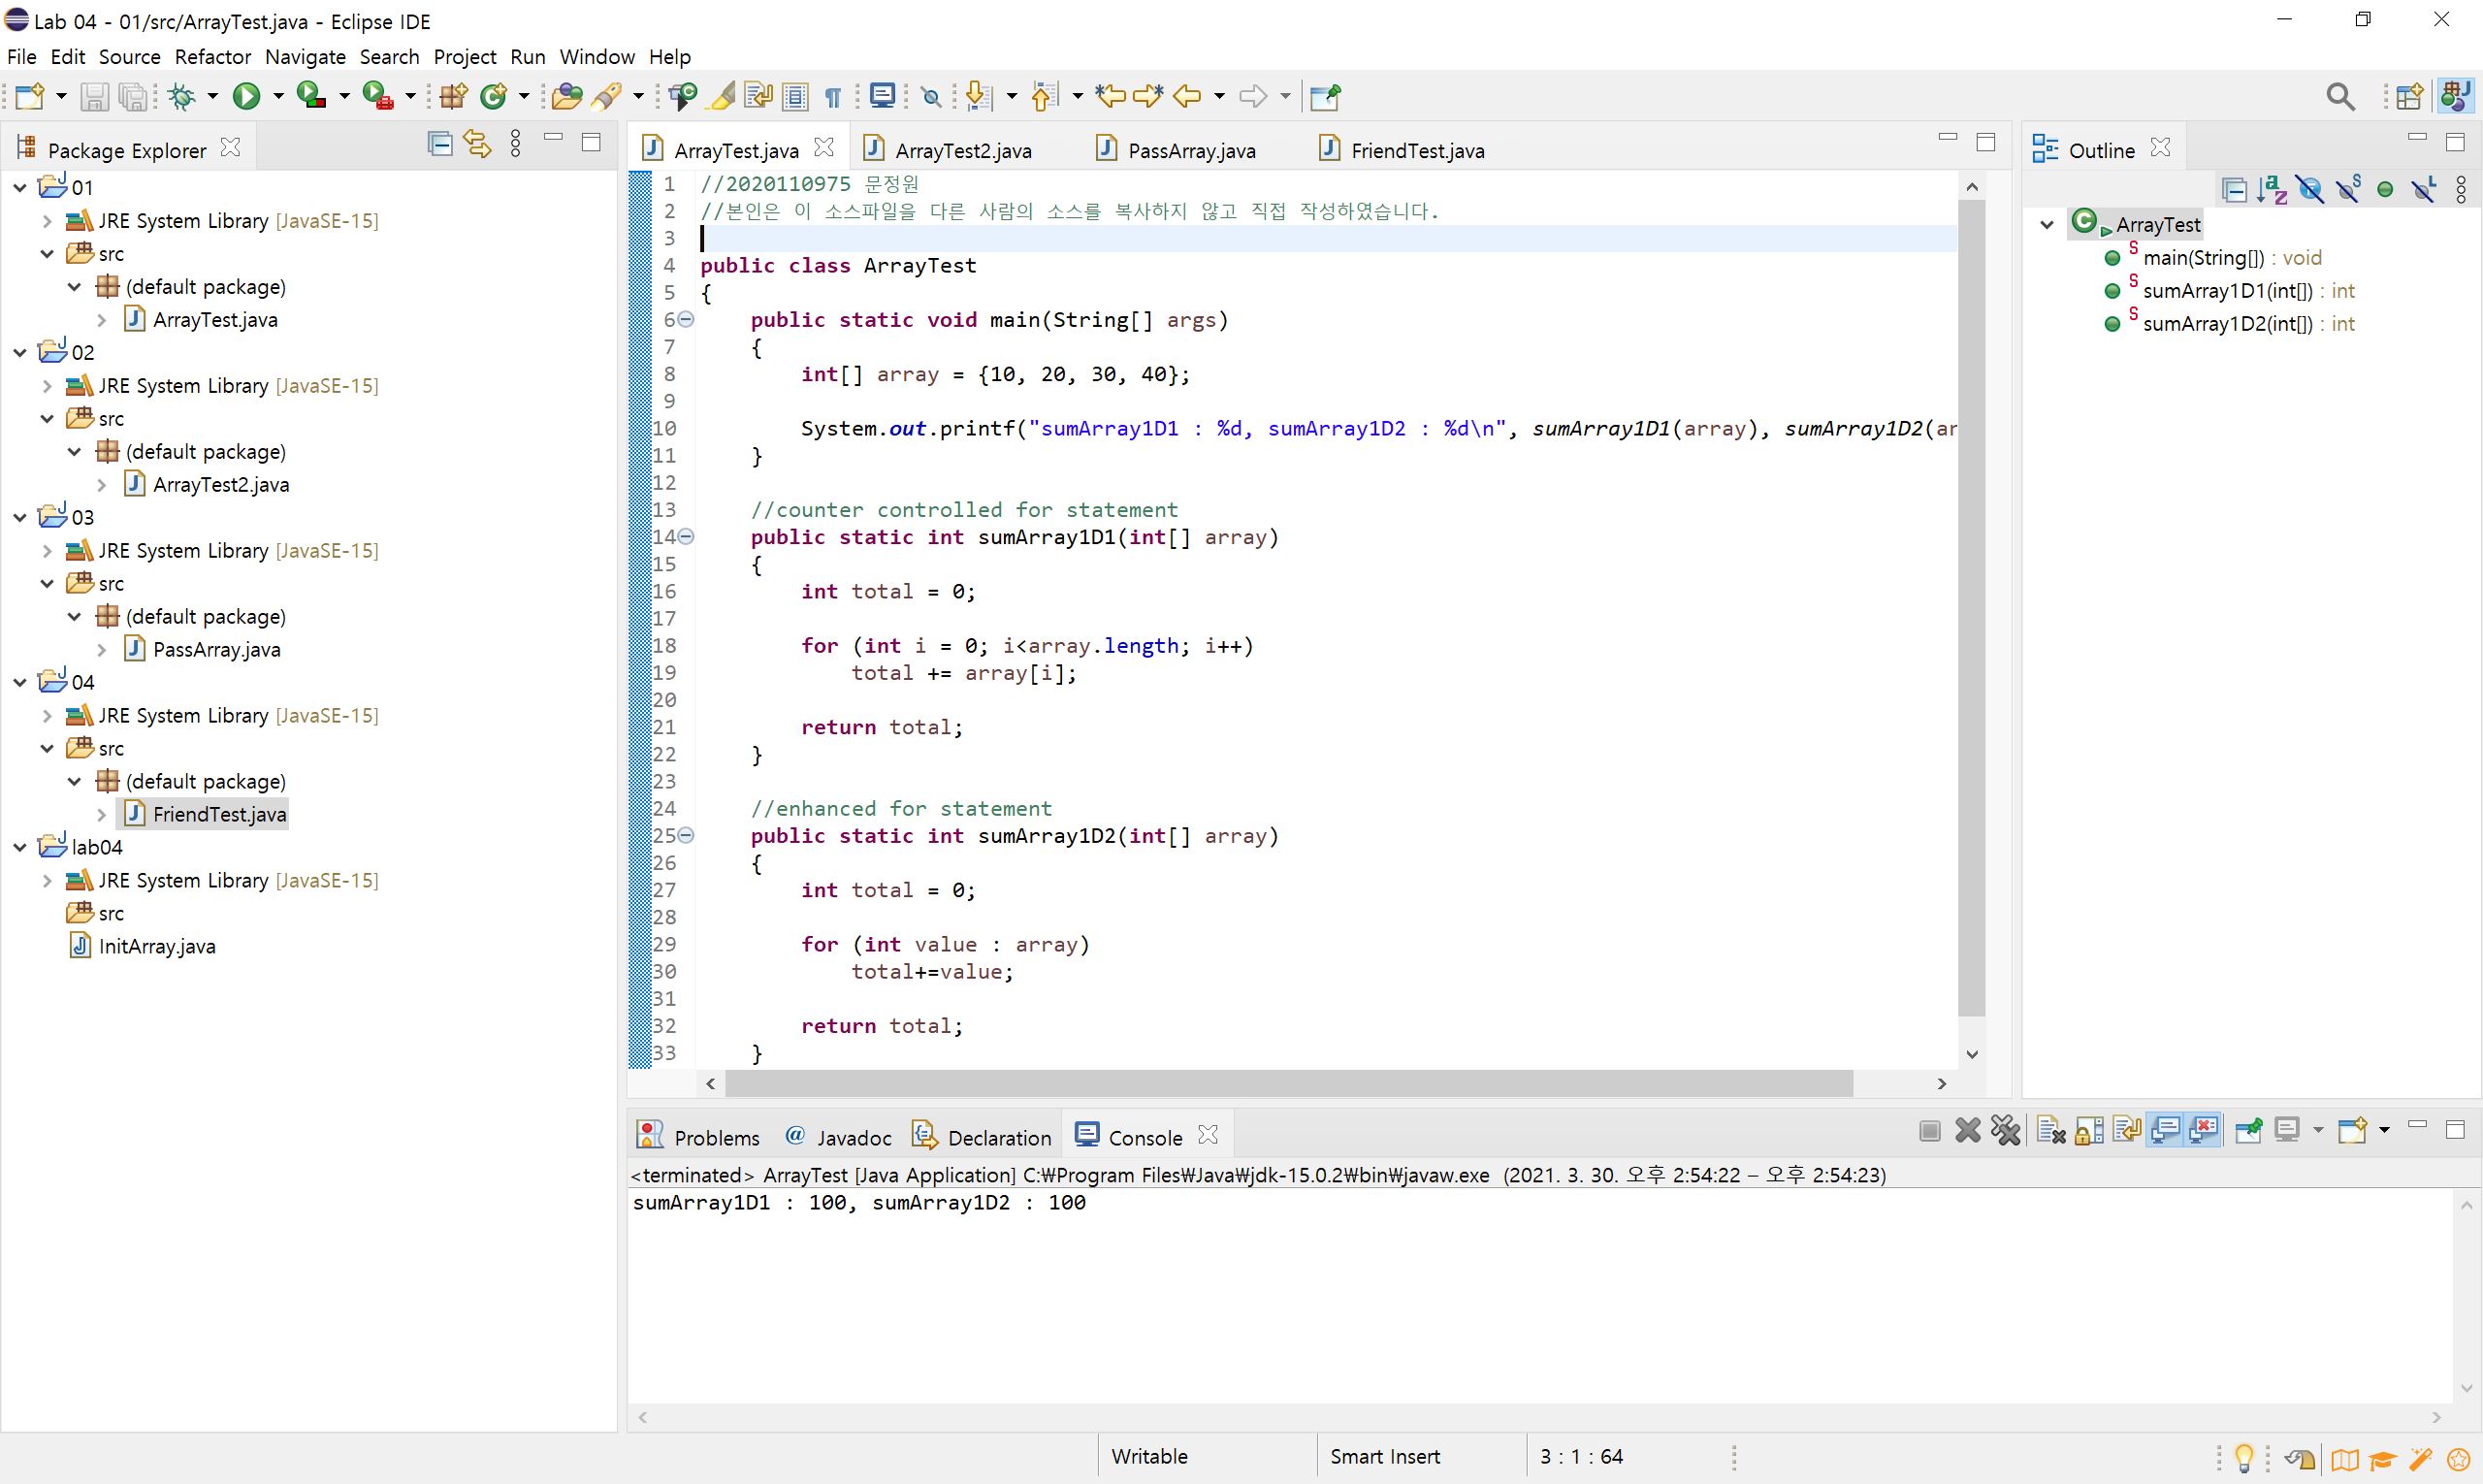 Lab 04 - 01/src/ArrayTest.java - Eclipse IDE
File Edit Source Refactor Navigate Search Project Run Window Help
Package Explorer
01
JRE System Library [JavaSE-15]
src
(default package)
ArrayTest.java
02
JRE System Library [JavaSE-15]
src
(default package)
ArrayTest2.java
03
JRE System Library [JavaSE-15]
src
(default package)
PassArray.java
04
JRE System Library [JavaSE-15]
src
(default package)
FriendTest.java
lab04
JRE System Library [JavaSE-15]
src
InitArray.java
ArrayTest.java ArrayTest2.java PassArray.java FriendTest.java
1 //2020110975 문정원
2 //본인은 이 소스파일을 다른 사람의 소스를 복사하지 않고 직접 작성하였습니다.
3
4 public class ArrayTest
5 {
6 public static void main(String[] args)
7 {
8 int[] array = {10, 20, 30, 40};
9
10 System.out.printf("sumArray1D1 : %d, sumArray1D2 : %d\n", sumArray1D1(array), sumArray1D2(ar
11 }
12
13 //counter controlled for statement
14 public static int sumArray1D1(int[] array)
15 {
16 int total = 0;
17
18 for (int i = 0; i<array.length; i++)
19 total += array[i];
20
21 return total;
22 }
23
24 //enhanced for statement
25 public static int sumArray1D2(int[] array)
26 {
27 int total = 0;
28
29 for (int value : array)
30 total+=value;
31
32 return total;
33 }
Outline
ArrayTest
main(String[]) : void
sumArray1D1(int[]) : int
sumArray1D2(int[]) : int
Problems @ Javadoc Declaration Console
<terminated> ArrayTest [Java Application] C:₩Program Files₩Java₩jdk-15.0.2₩bin₩javaw.exe (2021. 3. 30. 오후 2:54:22 – 오후 2:54:23)
sumArray1D1 : 100, sumArray1D2 : 100
Writable Smart Insert 3 : 1 : 64